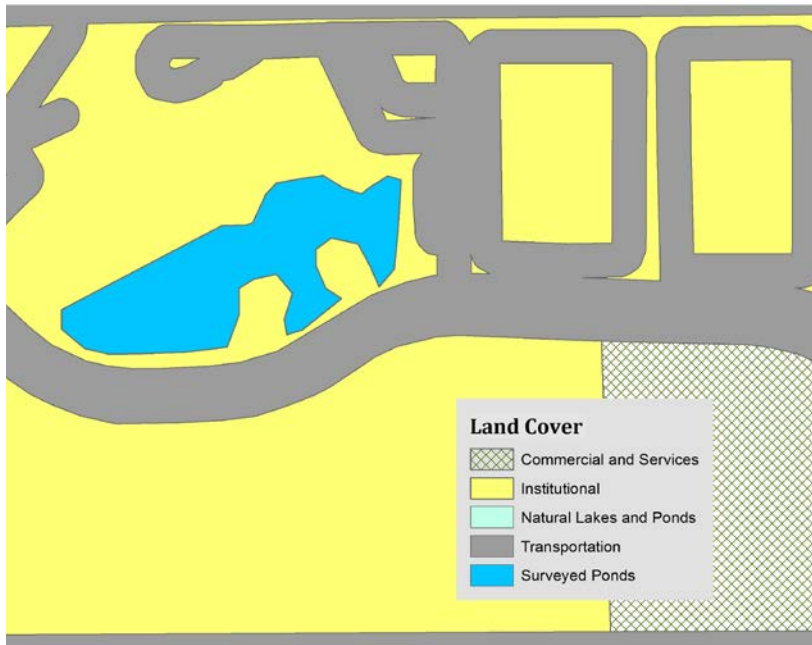 Land Cover
Commercial and Services
Institutional
Natural Lakes and Ponds
Transportation
Surveyed Ponds